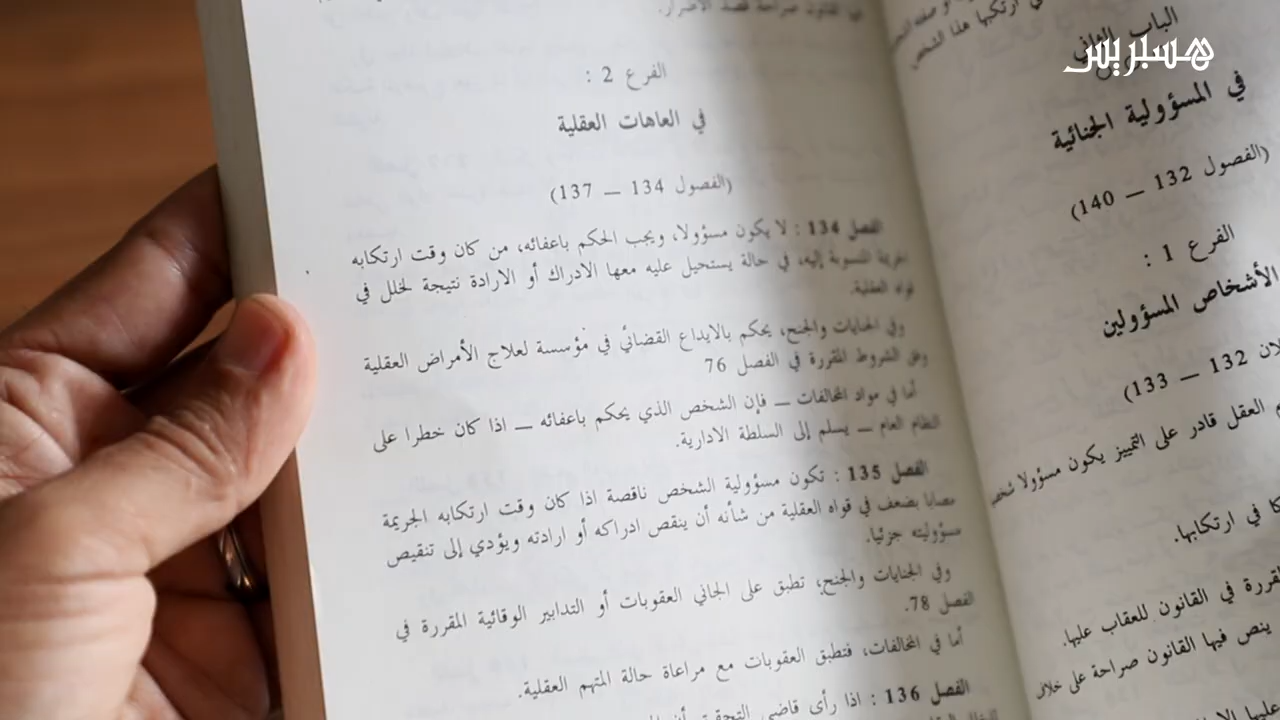 هسبريس
الباب الثاني
في المسؤولية الجنائية
(الفصول 132 — 140)
الفرع 1 :
الأشخاص المسؤولين
132 — 133)
العقل قادر على التمييز يكون مسؤولا
في ارتكابها.
القررة في القانون للعقاب عليها.
ينص فيها القانون صراحة على خلال
الفرع 2 :
في العاهات العقلية
(الفصول 134 — 137)
الفصل 134 : لا يكون مسؤولا، ويجب الحكم باعفائه، من كان وقت ارتكابه
الجريمة المنسوبة إليه، في حالة يستحيل عليه معها الادراك أو الارادة نتيجة لخلل في
قواه العقلية.
وفي الجنايات والجنح، يحكم بالايداع القضائي في مؤسسة لعلاج الأمراض العقلية
وفق الشروط المقررة في الفصل 76
أما في مواد المخالفات — فإن الشخص الذي يحكم باعفائه — اذا كان خطرا على
النظام العام — يسلم إلى السلطة الادارية.
الفصل 135 : تكون مسؤولية الشخص ناقصة اذا كان وقت ارتكابه الجريمة
مصابا بضعف في قواه العقلية من شأنه أن ينقص ادراكه أو ارادته ويؤدي إلى تنقيص
مسؤوليته جزئيا.
وفي الجنايات والجنح، تطبق على الجاني العقوبات أو التدابير الوقائية المقررة في
الفصل 78.
أما في المخالفات، فتطبق العقوبات مع مراعاة حالة المتهم العقلية.
الفصل 136 : اذا رأى قاضي التحقيق أن